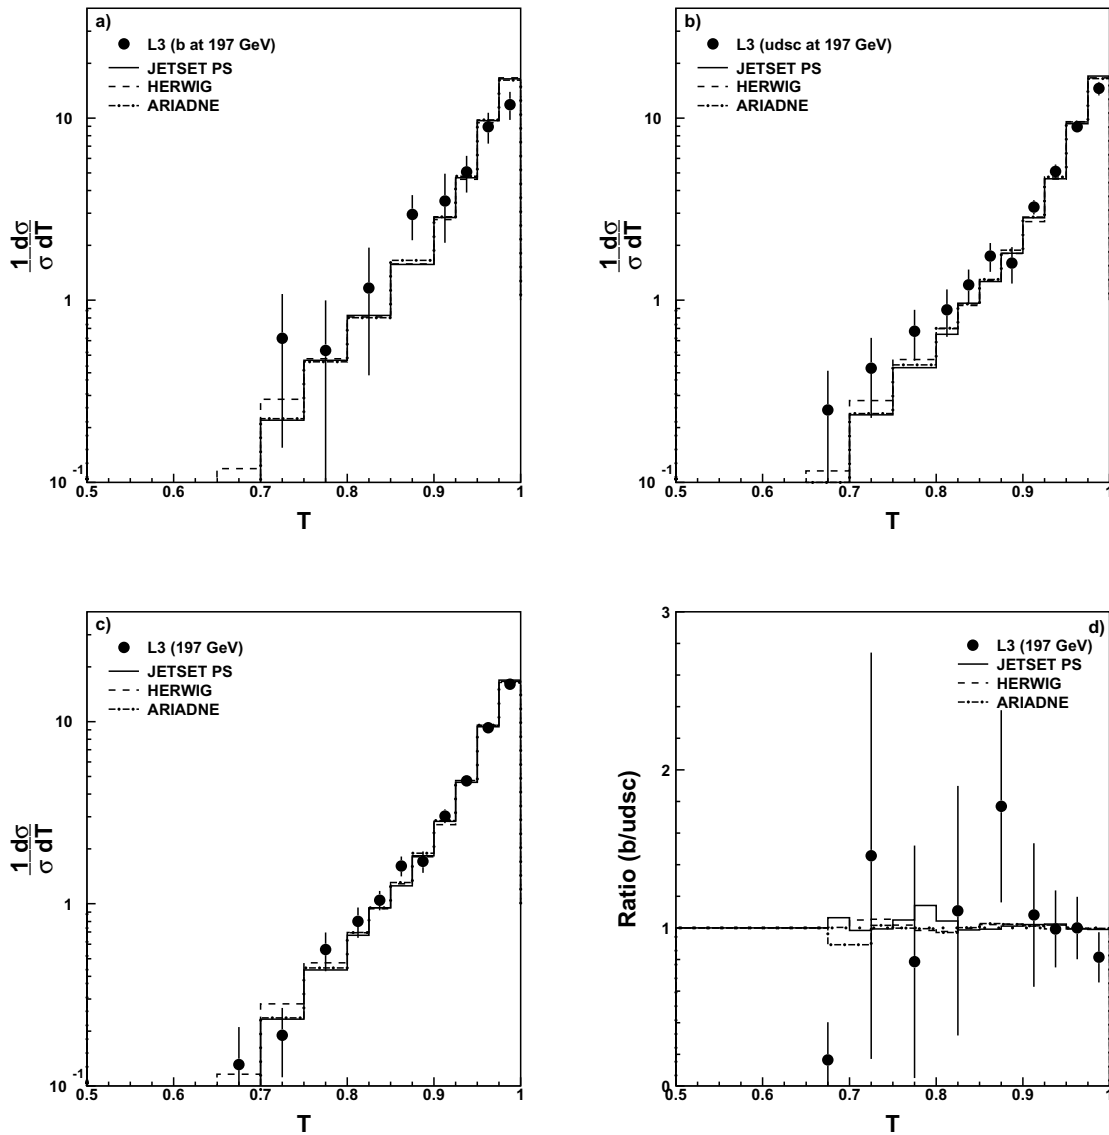 a)
L3 (b at 197 GeV)
JETSET PS
HERWIG
ARIADNE
10
1
10 -1
1 dσ
σ dT
0.5 0.6 0.7 0.8 0.9 1
T
b)
L3 (udsc at 197 GeV)
JETSET PS
HERWIG
ARIADNE
10
1
10 -1
1 dσ
σ dT
0.5 0.6 0.7 0.8 0.9 1
T
c)
L3 (197 GeV)
JETSET PS
HERWIG
ARIADNE
10
1
10 -1
1 dσ
σ dT
0.5 0.6 0.7 0.8 0.9 1
T
d)
L3 (197 GeV)
JETSET PS
HERWIG
ARIADNE
3
2
1
0
Ratio (b/udsc)
0.5 0.6 0.7 0.8 0.9 1
T